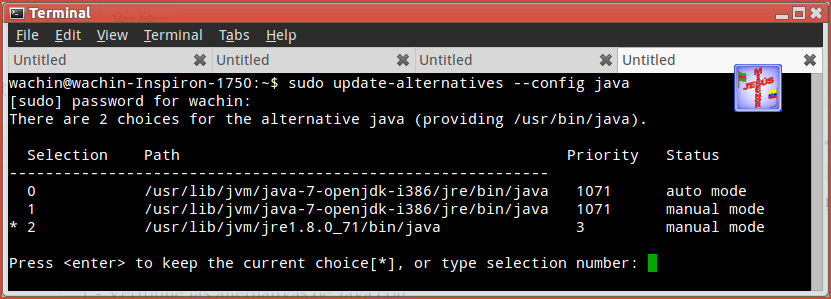 Terminal
File Edit View Terminal Tabs Help
Untitled Untitled Untitled Untitled
wachin@wachin-Inspiron-1750:~$ sudo update-alternatives --config java
[sudo] password for wachin:
There are 2 choices for the alternative java (providing /usr/bin/java).
Selection Path Priority Status
------------------------------------------------------------
0 /usr/lib/jvm/java-7-openjdk-i386/jre/bin/java 1071 auto mode
1 /usr/lib/jvm/java-7-openjdk-i386/jre/bin/java 1071 manual mode
* 2 /usr/lib/jvm/jre1.8.0_71/bin/java 3 manual mode
Press <enter> to keep the current choice[*], or type selection number:
JESÚS